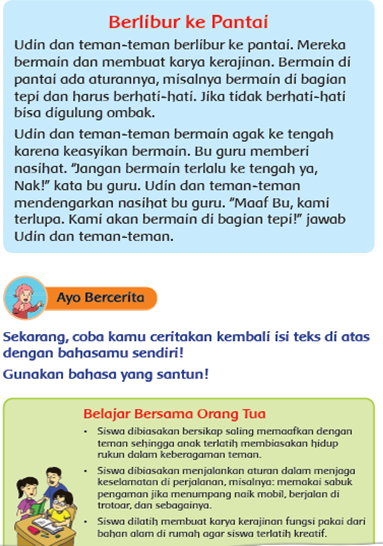 Berlibur ke Pantai
Udin dan teman-teman berlibur ke pantai. Mereka
bermain dan membuat karya kerajinan. Bermain di
pantai ada aturannya, misalnya bermain di bagian
tepi dan harus berhati-hati. Jika tidak berhati-hati
bisa digulung ombak.
Udin dan teman-teman bermain agak ke tengah
karena keasyikan bermain. Bu guru memberi
nasihat. “Jangan bermain terlalu ke tengah ya,
Nak!” kata bu guru. Udin dan teman-teman
mendengarkan nasihat bu guru. “Maaf Bu, kami
terlupa. Kami akan bermain di bagian tepi!” jawab
Udin dan teman-teman.
Ayo Bercerita
Sekarang, coba kamu ceritakan kembali isi teks di atas
dengan bahasamu sendiri!
Gunakan bahasa yang santun!
Belajar Bersama Orang Tua
• Siswa dibiasakan bersikap saling memaafkan dengan
teman sehingga anak terlatih membiasakan hidup
rukun dalam keberagaman teman.
• Siswa dibiasakan menjalankan aturan dalam menjaga
keselamatan di perjalanan, misalnya: memakai sabuk
pengaman jika menumpang naik mobil, berjalan di
trotoar, dan sebagainya.
• Siswa dilatih membuat karya kerajinan fungsi pakai dari
bahan alam di rumah agar siswa terlatih kreatif.